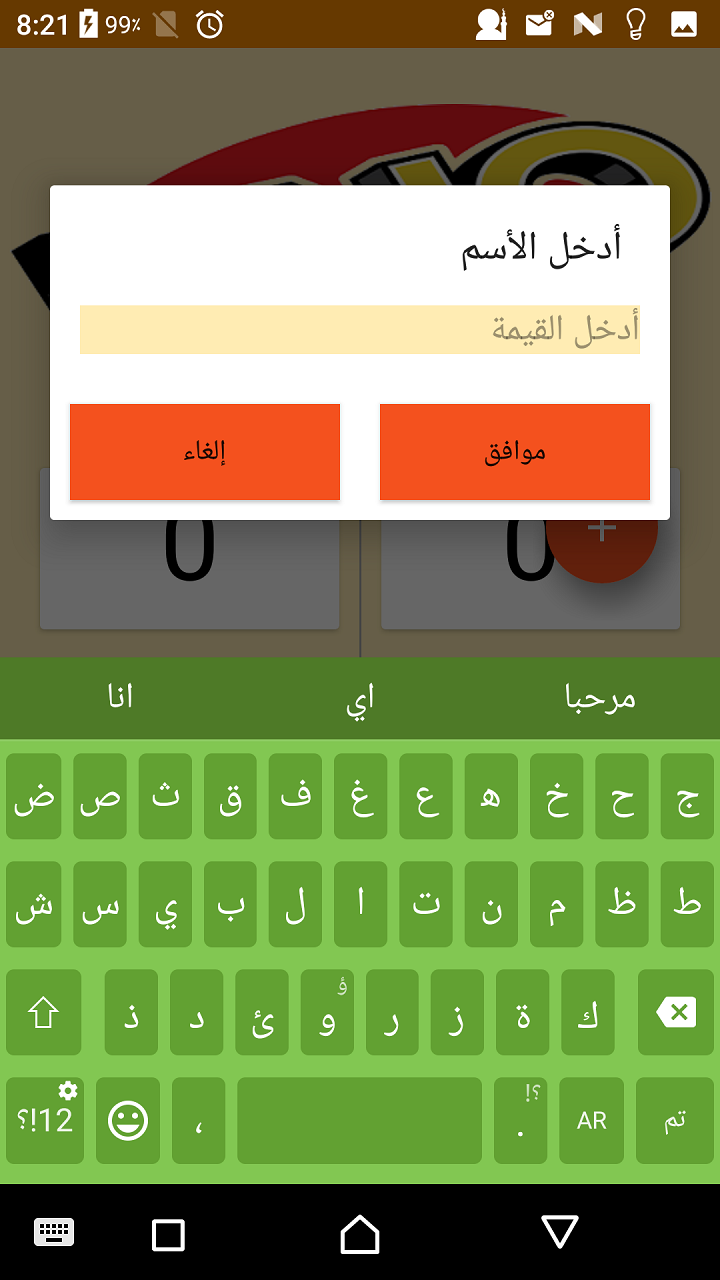 8:21 99%
أدخل الأسم
أدخل القيمة
موافق إلغاء
0 0
+
مرحبا اي انا
ض ص ث ق ف غ ع ه خ ح ج
ش س ي ب ل ا ت ن م ظ ط
ذ د ئ و ؤ ر ز ة ك
؟!12 ، . ؟! AR تم